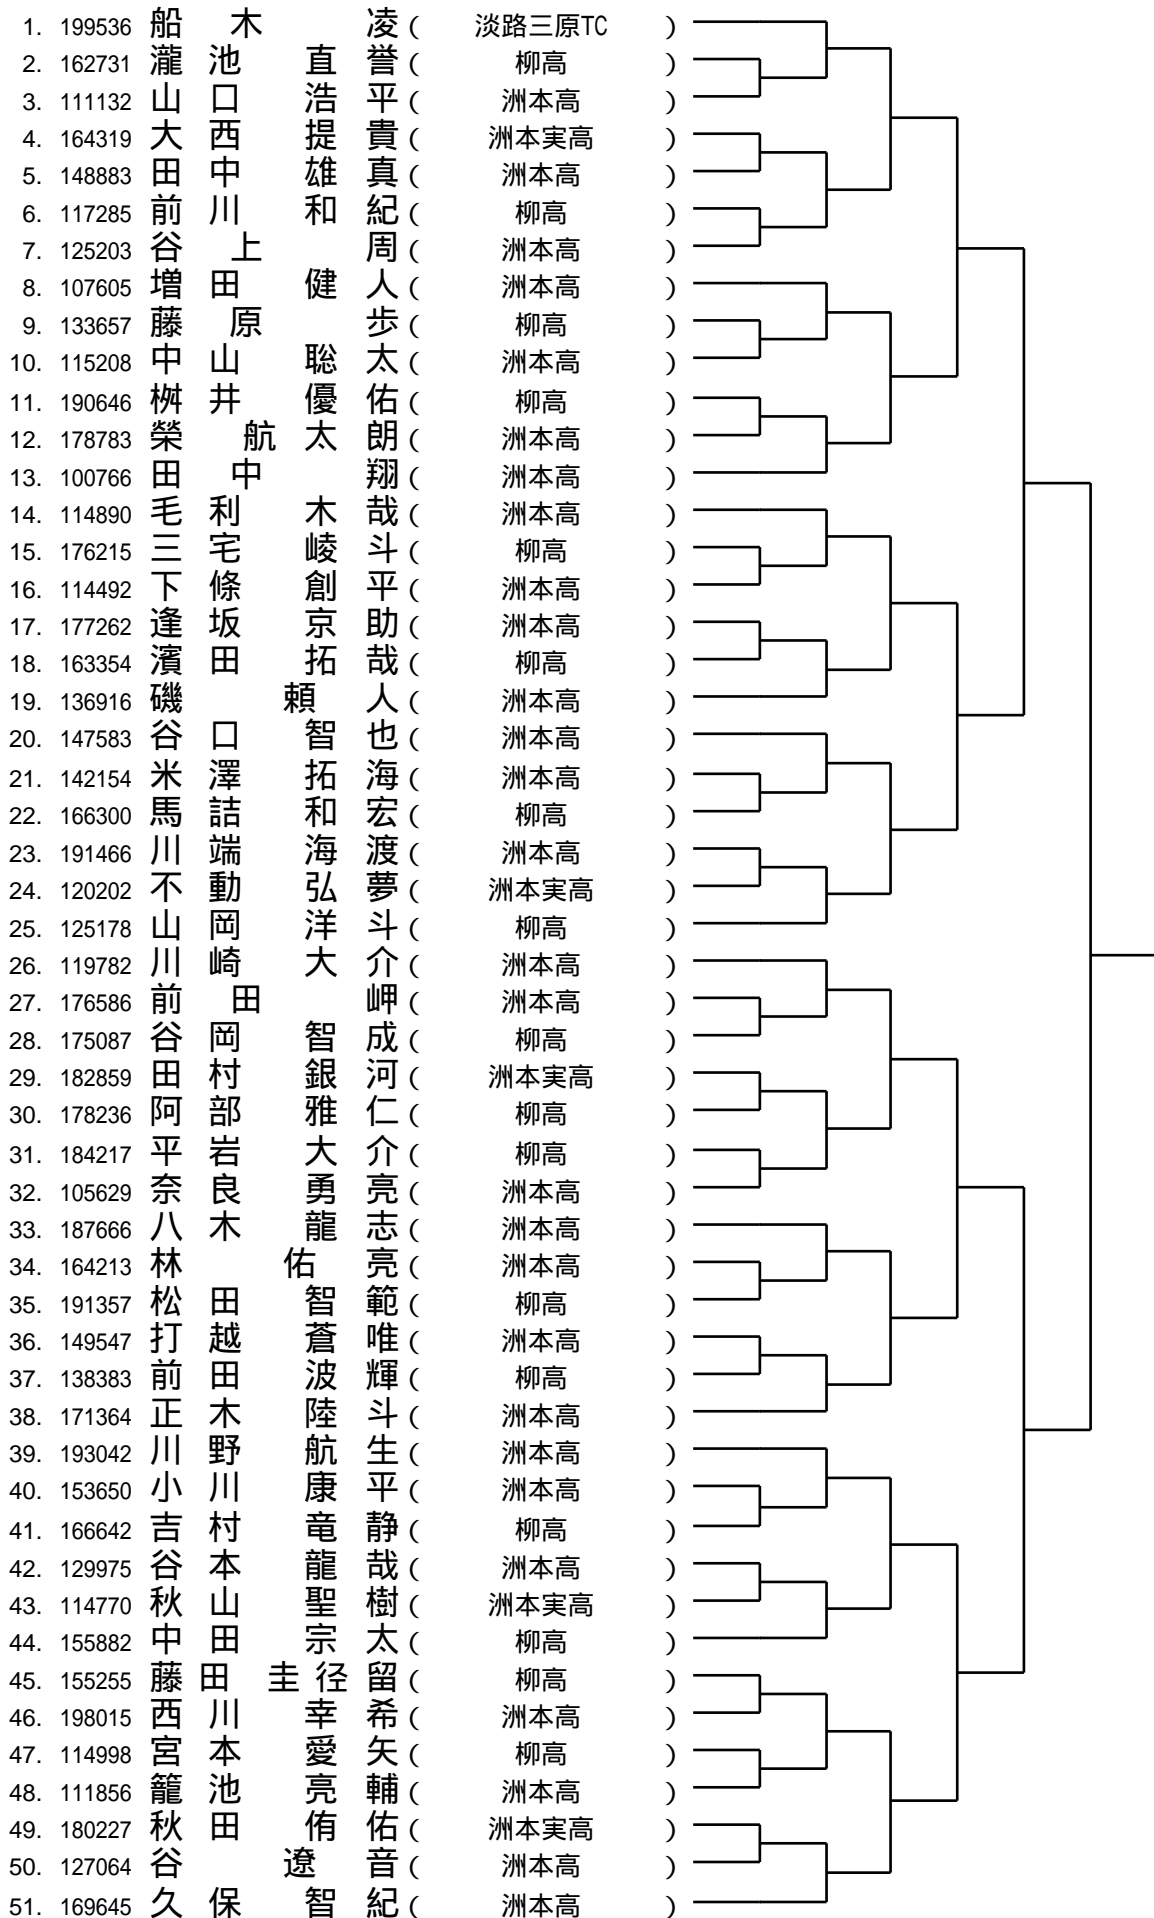 1. 199536 船木 凌 ( 淡路三原TC )
2. 162731 瀧池 直誉 ( 柳高 )
3. 111132 山口 浩平 ( 洲本高 )
4. 164319 大西 提貴 ( 洲本実高 )
5. 148883 田中 雄真 ( 洲本高 )
6. 117285 前川 和紀 ( 柳高 )
7. 125203 谷上 周 ( 洲本高 )
8. 107605 増田 健人 ( 洲本高 )
9. 133657 藤原 歩 ( 柳高 )
10. 115208 中山 聡太 ( 洲本高 )
11. 190646 桝井 優佑 ( 柳高 )
12. 178783 榮 航太朗 ( 洲本高 )
13. 100766 田中 翔 ( 洲本高 )
14. 114890 毛利 木哉 ( 洲本高 )
15. 176215 三宅 崚斗 ( 柳高 )
16. 114492 下條 創平 ( 洲本高 )
17. 177262 逢坂 京助 ( 洲本高 )
18. 163354 濱田 拓哉 ( 柳高 )
19. 136916 磯 頼人 ( 洲本高 )
20. 147583 谷口 智也 ( 洲本高 )
21. 142154 米澤 拓海 ( 洲本高 )
22. 166300 馬詰 和宏 ( 柳高 )
23. 191466 川端 海渡 ( 洲本高 )
24. 120202 不動 弘夢 ( 洲本実高 )
25. 125178 山岡 洋斗 ( 柳高 )
26. 119782 川崎 大介 ( 洲本高 )
27. 176586 前田 岬 ( 洲本高 )
28. 175087 谷岡 智成 ( 柳高 )
29. 182859 田村 銀河 ( 洲本実高 )
30. 178236 阿部 雅仁 ( 柳高 )
31. 184217 平岩 大介 ( 柳高 )
32. 105629 奈良 勇亮 ( 洲本高 )
33. 187666 八木 龍志 ( 洲本高 )
34. 164213 林 佑亮 ( 洲本高 )
35. 191357 松田 智範 ( 柳高 )
36. 149547 打越 蒼唯 ( 洲本高 )
37. 138383 前田 波輝 ( 柳高 )
38. 171364 正木 陸斗 ( 洲本高 )
39. 193042 川野 航生 ( 洲本高 )
40. 153650 小川 康平 ( 洲本高 )
41. 166642 吉村 竜静 ( 柳高 )
42. 129975 谷本 龍哉 ( 洲本高 )
43. 114770 秋山 聖樹 ( 洲本実高 )
44. 155882 中田 宗太 ( 柳高 )
45. 155255 藤田 圭径留 ( 柳高 )
46. 198015 西川 幸希 ( 洲本高 )
47. 114998 宮本 愛矢 ( 柳高 )
48. 111856 籠池 亮輔 ( 洲本高 )
49. 180227 秋田 侑佑 ( 洲本実高 )
50. 127064 谷 遼音 ( 洲本高 )
51. 169645 久保 智紀 ( 洲本高 )